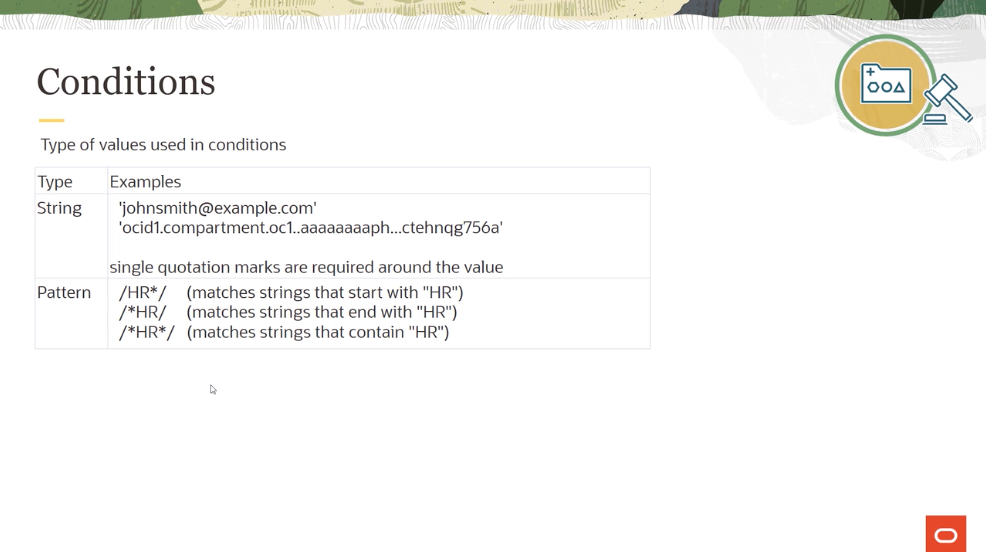 Conditions
Type of values used in conditions
Type Examples
String 'johnsmith@example.com'
'ocid1.compartment.oc1..aaaaaaaaph...ctehnqg756a'
single quotation marks are required around the value
Pattern /HR*/ (matches strings that start with "HR")
/*HR/ (matches strings that end with "HR")
/*HR*/ (matches strings that contain "HR")